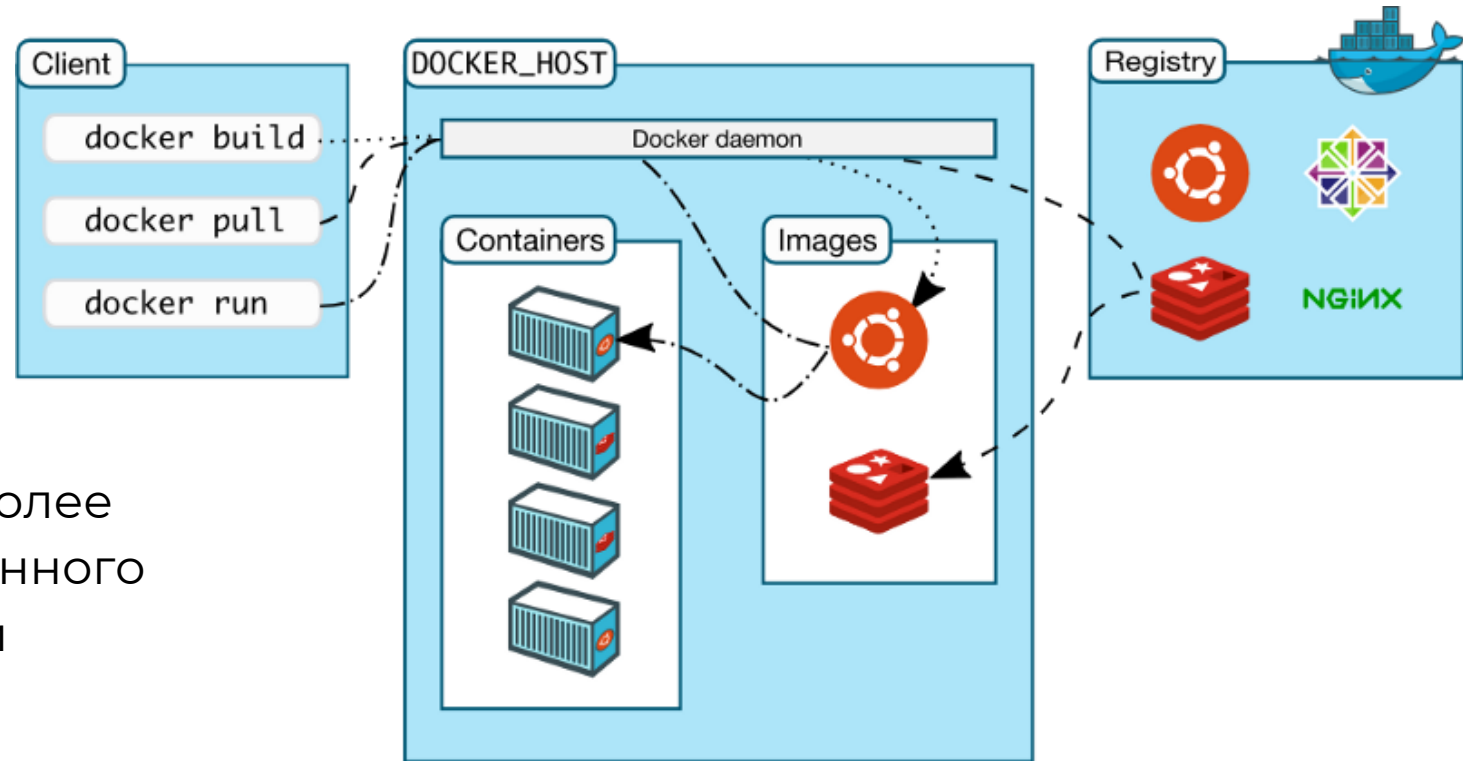 Client
docker build
docker pull
docker run
DOCKER_HOST
Docker daemon
Containers
Images
Registry
NGiNX
олее
нного